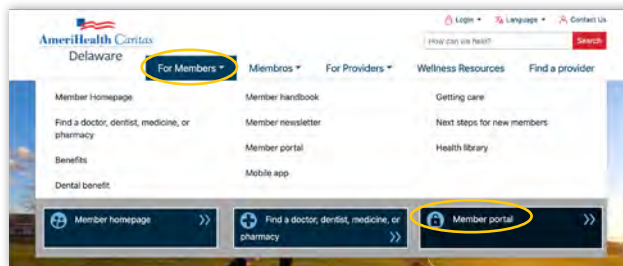 Login
Language
Contact Us
AmeriHealth Caritas
Delaware
How can we help?
Search
For Members
Miembros
For Providers
Wellness Resources
Find a provider
Member Homepage
Member handbook
Getting care
Find a doctor, dentist, medicine, or
pharmacy
Member newsletter
Next steps for new members
Member portal
Health library
Benefits
Mobile app
Dental benefit
Member homepage
Find a doctor, dentist, medicine, or
pharmacy
Member portal